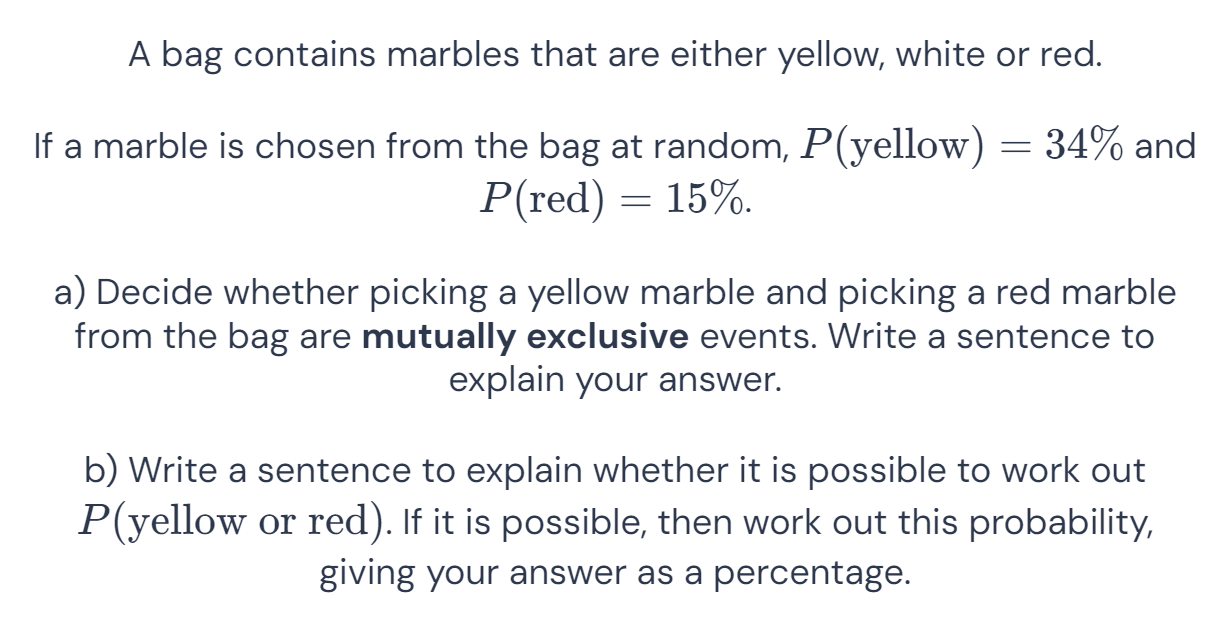 A bag contains marbles that are either yellow, white or red.
If a marble is chosen from the bag at random, P(yellow) = 34% and
P(red) = 15%.
a) Decide whether picking a yellow marble and picking a red marble
from the bag are mutually exclusive events. Write a sentence to
explain your answer.
b) Write a sentence to explain whether it is possible to work out
P(yellow or red). If it is possible, then work out this probability,
giving your answer as a percentage.